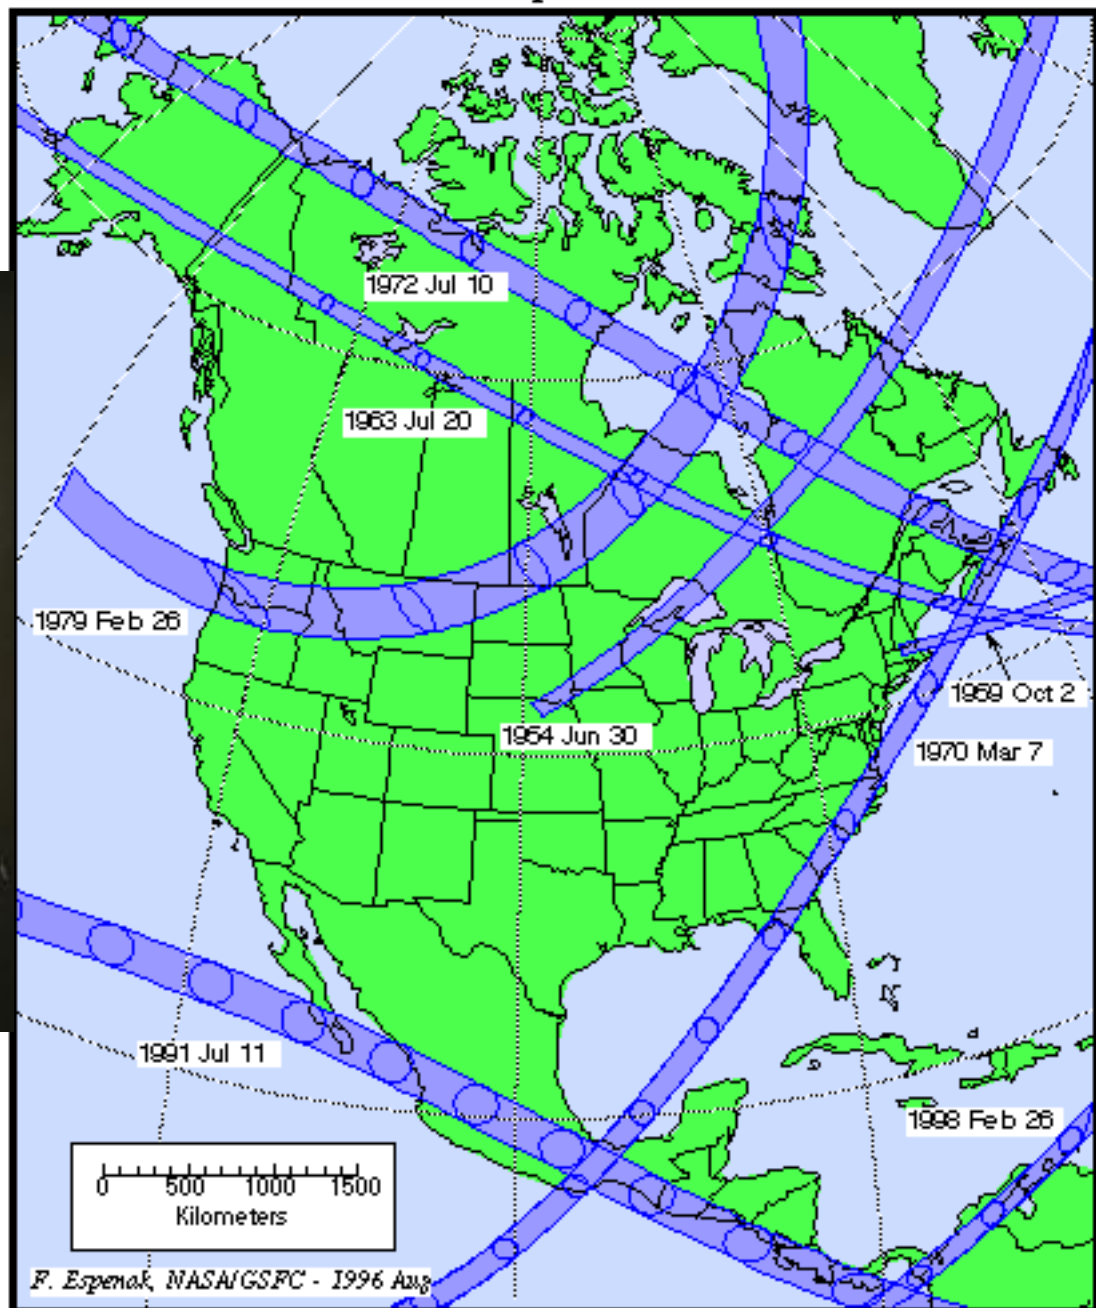 1972 Jul 10
1963 Jul 20
1979 Feb 26
1959 Oct 2
1954 Jun 30
1970 Mar 7
1991 Jul 11
1998 Feb 26
0 500 1000 1500
Kilometers
F. Espenak, NASA/GSFC - 1996 Aug